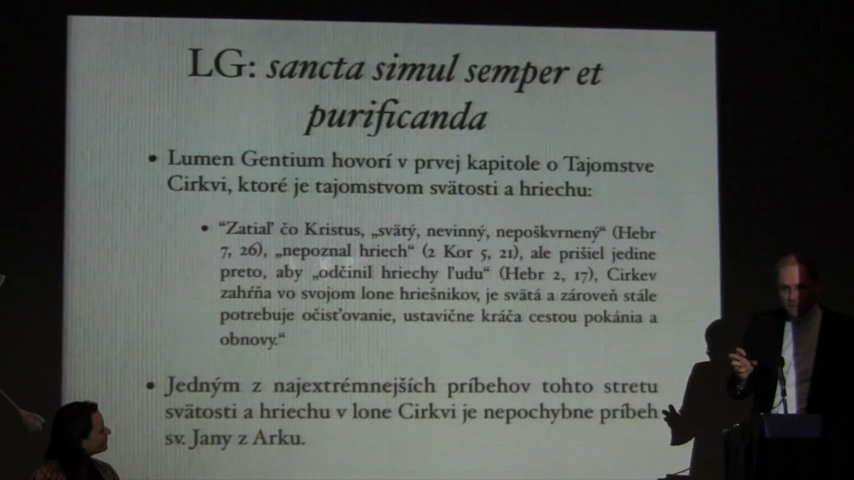 LG: sancta simul semper et
purificanda
• Lumen Gentium hovorí v prvej kapitole o Tajomstve
Cirkvi, ktoré je tajomstvom svätosti a hriechu:
• “Zatiaľ čo Kristus, „svätý, nevinný, nepoškvrnený“ (Hebr
7, 26), „nepoznal hriech“ (2 Kor 5, 21), ale prišiel jedine
preto, aby „odčinil hriechy ľudu“ (Hebr 2, 17), Cirkev
zahŕňa vo svojom lone hriešnikov, je svätá a zároveň stále
potrebuje očisťovanie, ustavične kráča cestou pokánia a
obnovy.“
• Jedným z najextrémnejších príbehov tohto stretu
svätosti a hriechu v lone Cirkvi je nepochybne príbeh
sv. Jany z Arku.